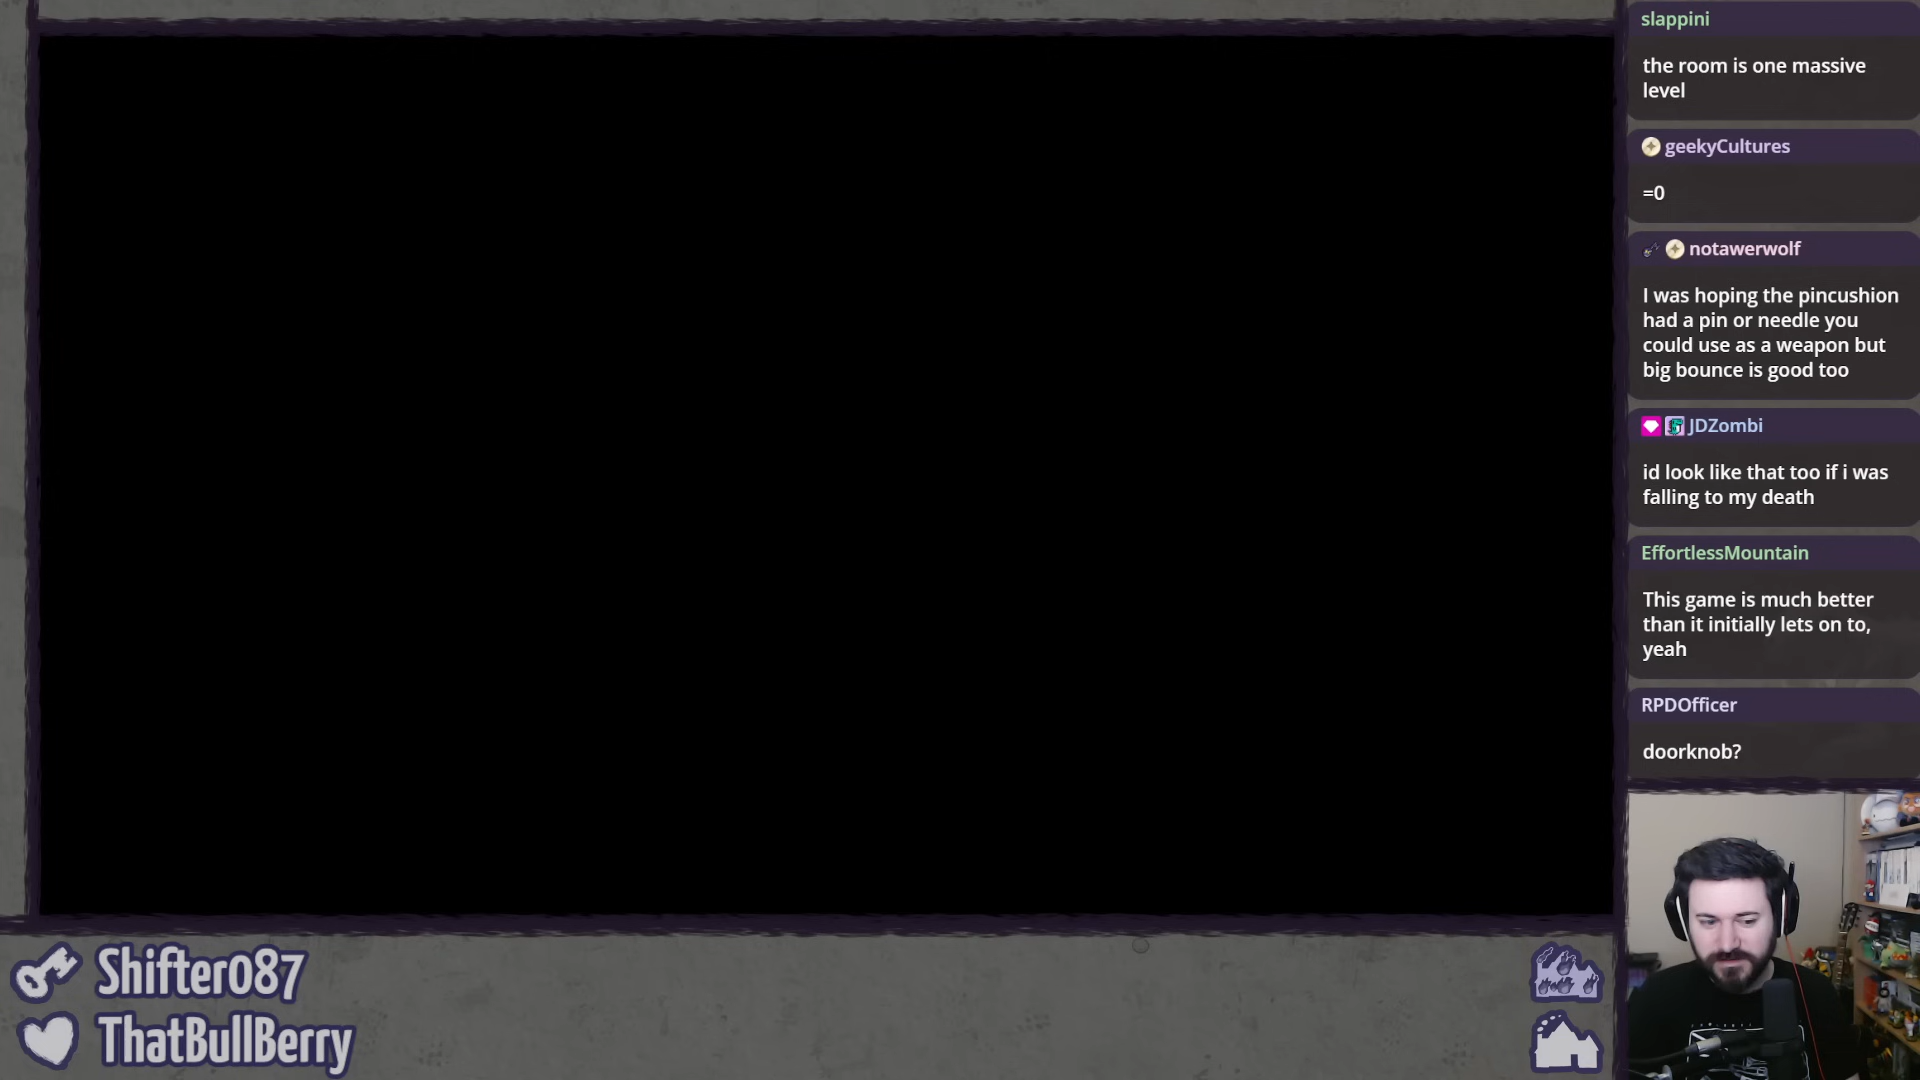 slappini
the room is one massive
level
geekyCultures
=0
notawerwolf
I was hoping the pincushion
had a pin or needle you
could use as a weapon but
big bounce is good too
JDZombi
id look like that too if i was
falling to my death
EffortlessMountain
This game is much better
than it initially lets on to,
yeah
RPDOfficer
doorknob?
Shifter087
ThatBullBerry